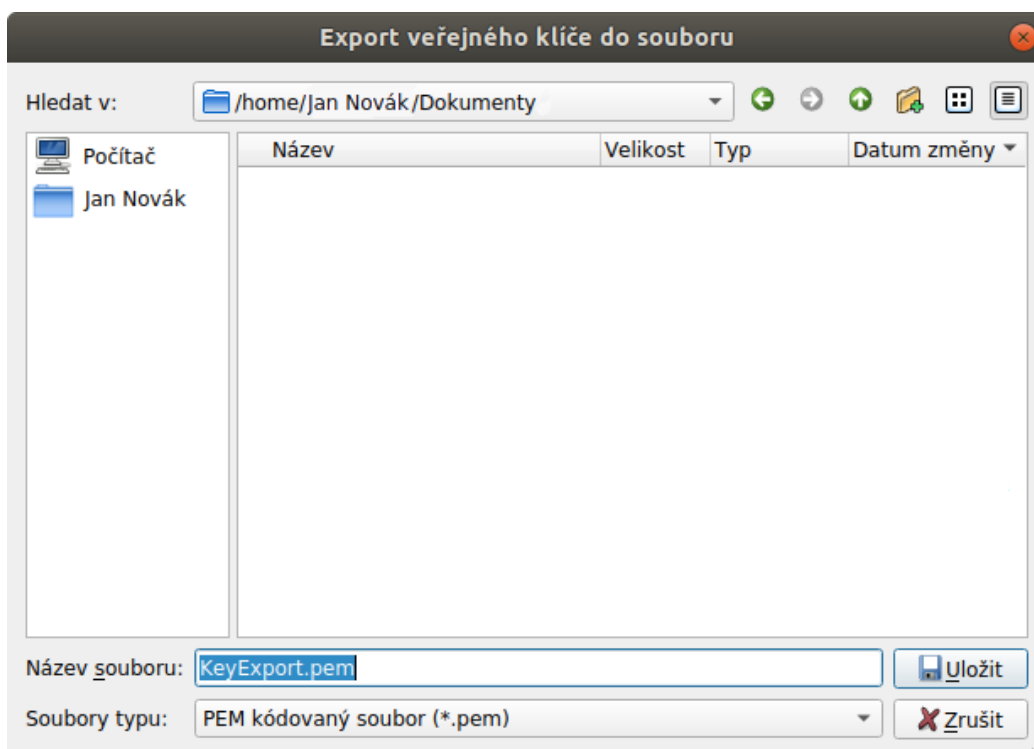 Export veřejného klíče do souboru
Hledat v: /home/Jan Novák/Dokumenty
Počítač
Jan Novák
Název Velikost Typ Datum změny
Název souboru: KeyExport.pem Uložit
Soubory typu: PEM kódovaný soubor (*.pem) Zrušit